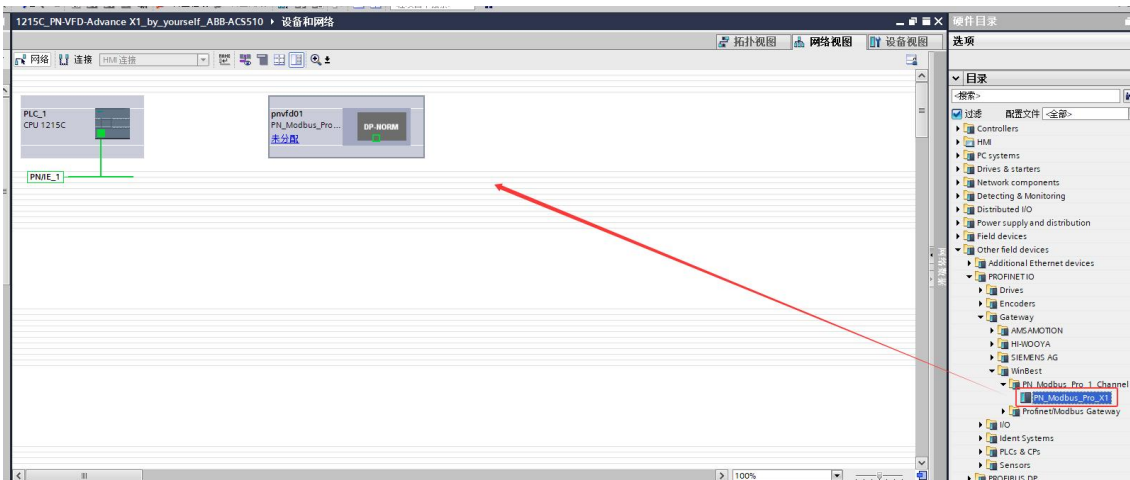 1215C_PN-VFD-Advance X1_by_yourself_ABB-ACS510 ▸ 设备和网络
硬件目录
拓扑视图 网络视图 设备视图
选项
网络 连接 HMI 连接
目录
<搜索>
过滤 配置文件 <全部>
PLC_1
CPU 1215C
pnvfd01
PN_Modbus_Pro...
未分配
DP-NORM
PN/IE_1
Controllers
HMI
PC systems
Drives & starters
Network components
Detecting & Monitoring
Distributed I/O
Power supply and distribution
Field devices
Other field devices
Additional Ethernet devices
PROFINET IO
Drives
Encoders
Gateway
AMSAMOTION
HI-WOOYA
SIEMENS AG
WinBest
PN_Modbus_Pro_1_Channel
PN_Modbus_Pro_X1
Profinet/Modbus Gateway
I/O
Ident Systems
PLCs & CPs
Sensors
PROFIBUS DP
100%